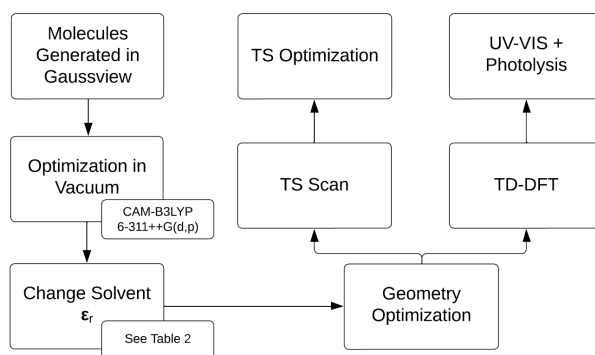 Molecules
Generated in
Gaussview
Optimization in
Vacuum
CAM-B3LYP
6-311++G(d,p)
Change Solvent
εr
See Table 2
Geometry
Optimization
TS Scan
TS Optimization
TD-DFT
UV-VIS +
Photolysis